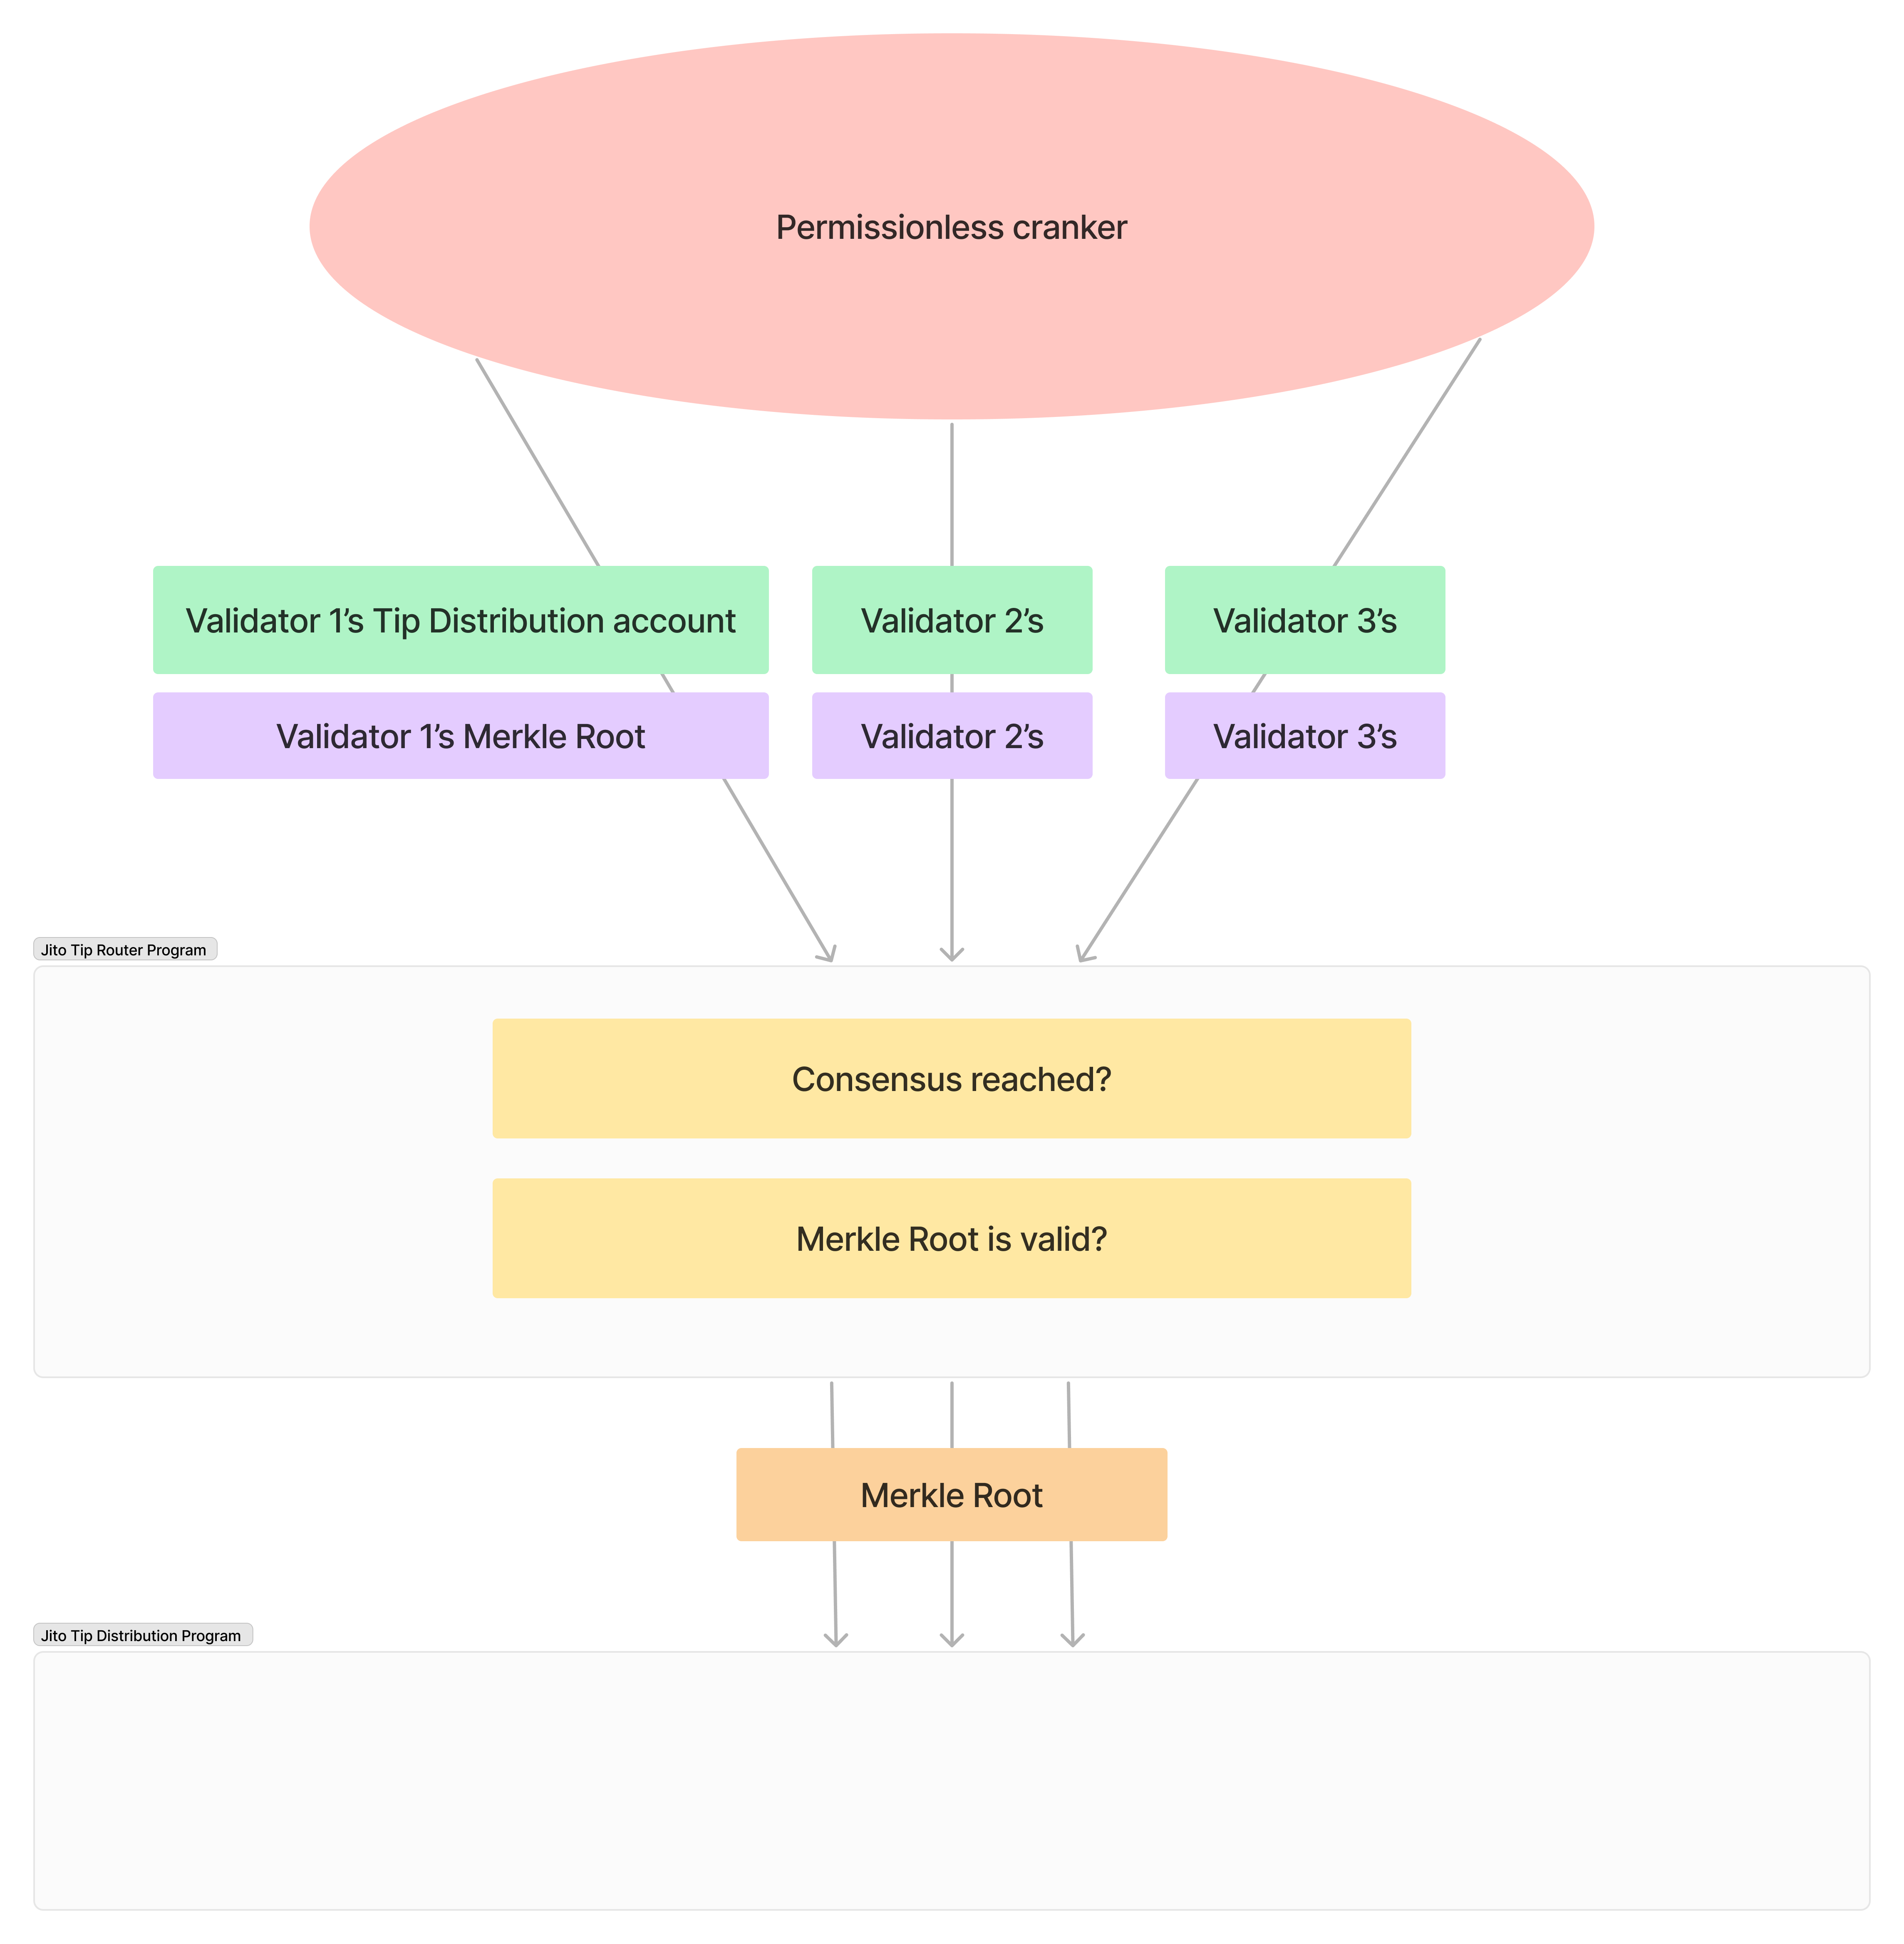 Permissionless cranker
Validator 1’s Tip Distribution account
Validator 2’s
Validator 3’s
Validator 1’s Merkle Root
Validator 2’s
Validator 3’s
Jito Tip Router Program
Consensus reached?
Merkle Root is valid?
Merkle Root
Jito Tip Distribution Program